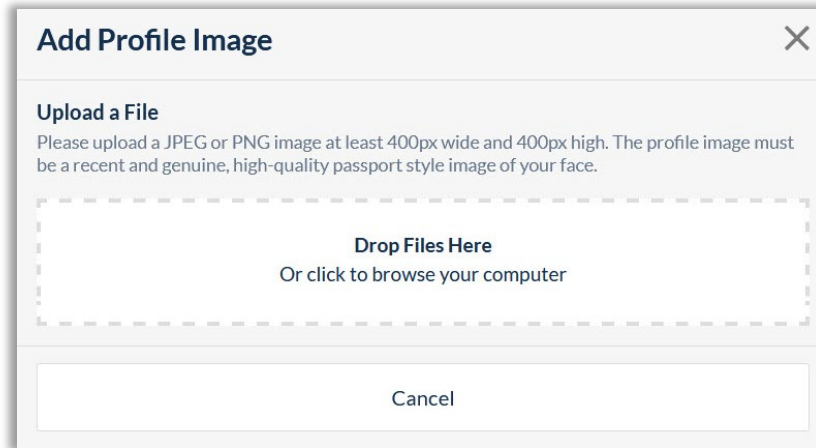 Add Profile Image
Upload a File
Please upload a JPEG or PNG image at least 400px wide and 400px high. The profile image must
be a recent and genuine, high-quality passport style image of your face.
Drop Files Here
Or click to browse your computer
Cancel